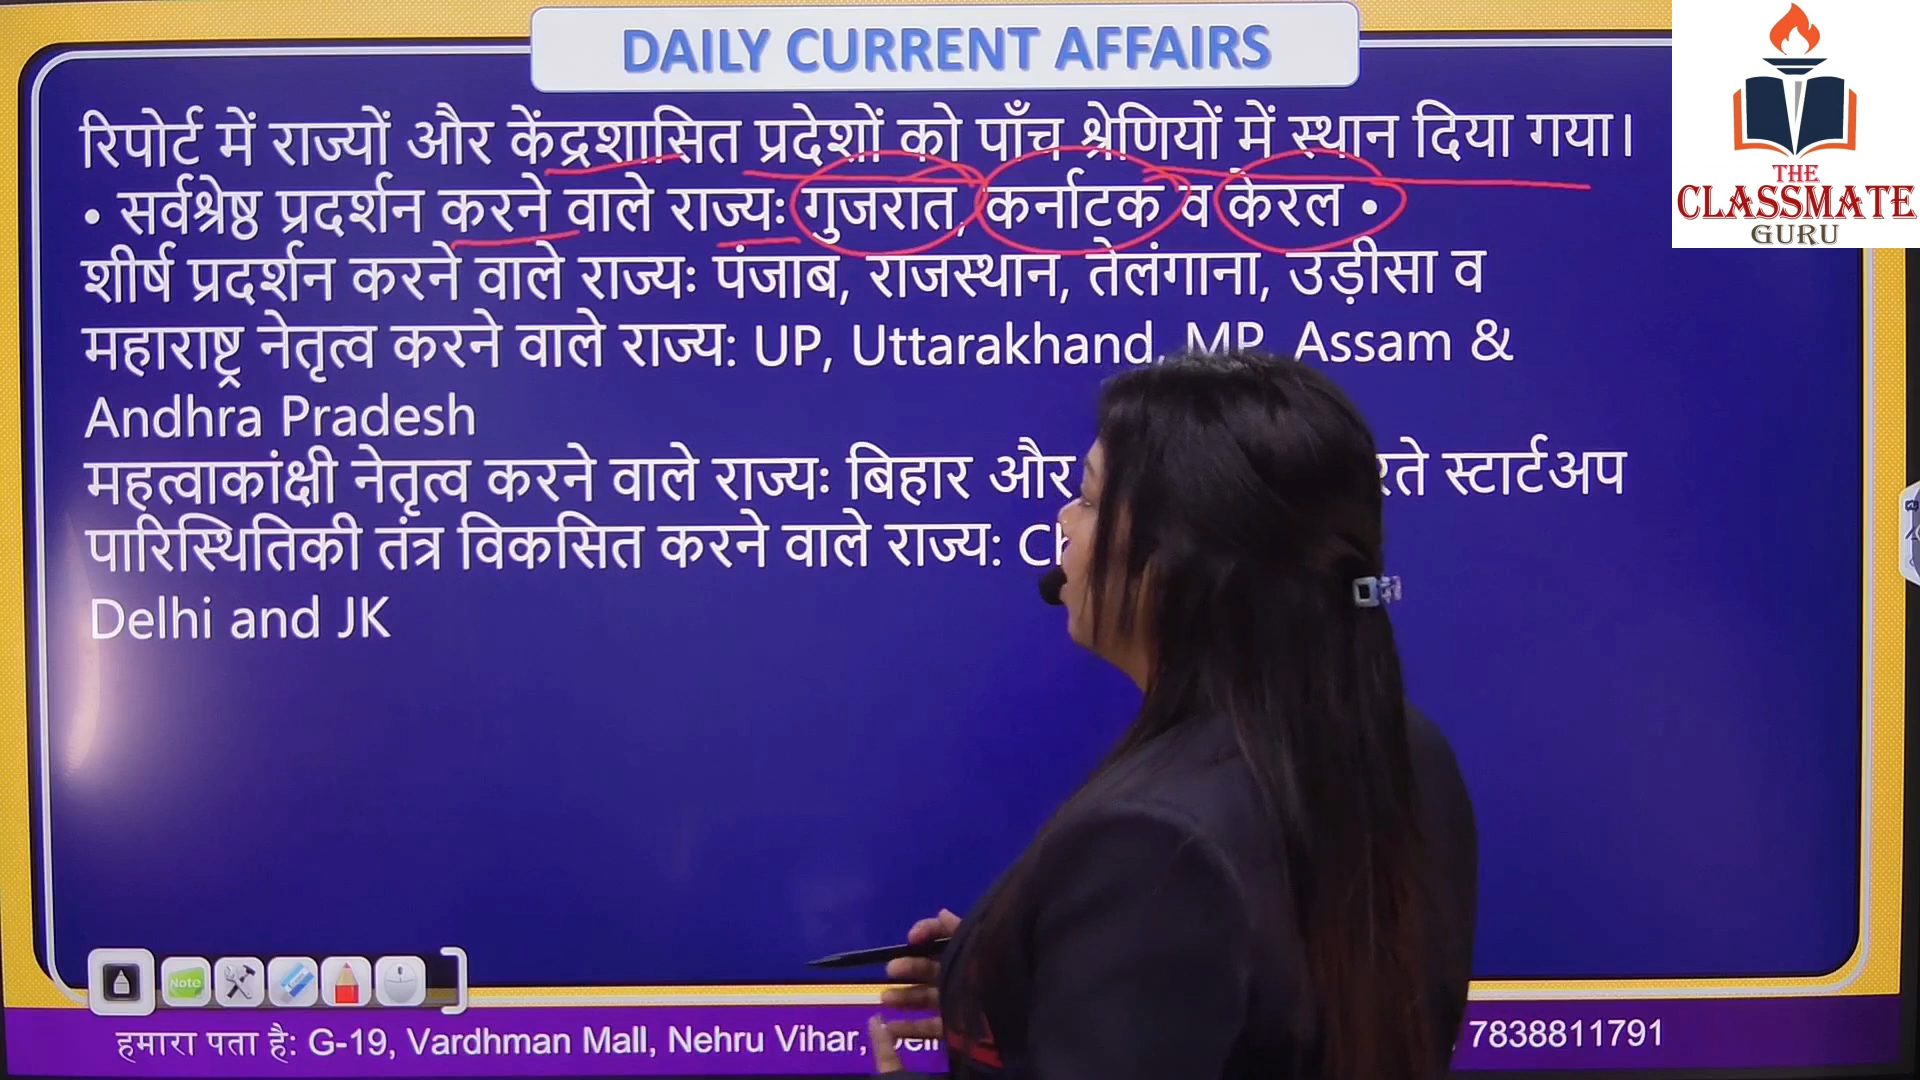 DAILY CURRENT AFFAIRS
रिपोर्ट में राज्यों और केंद्रशासित प्रदेशों को पाँच श्रेणियों में स्थान दिया गया।
• सर्वश्रेष्ठ प्रदर्शन करने वाले राज्यः गुजरात, कर्नाटक व केरल •
शीर्ष प्रदर्शन करने वाले राज्यः पंजाब, राजस्थान, तेलंगाना, उड़ीसा व
महाराष्ट्र नेतृत्व करने वाले राज्य: UP, Uttarakhand, MP, Assam &
Andhra Pradesh
महत्वाकांक्षी नेतृत्व करने वाले राज्यः बिहार और स्टार्टअप
पारिस्थितिकी तंत्र विकसित करने वाले राज्य:
Delhi and JK
Note
हमारा पता है: G-19, Vardhman Mall, Nehru Vihar, 7838811791
THE
CLASSMATE
GURU